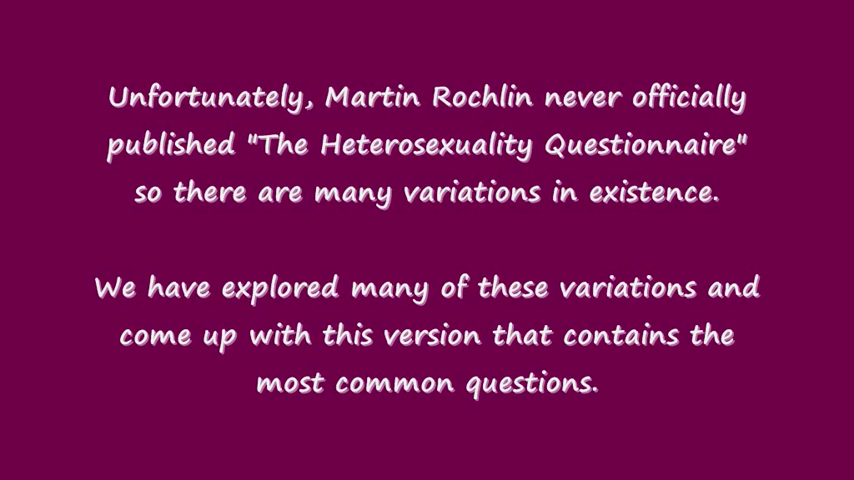 Unfortunately, Martin Rochlin never officially
published "The Heterosexuality Questionnaire"
so there are many variations in existence.
We have explored many of these variations and
come up with this version that contains the
most common questions.